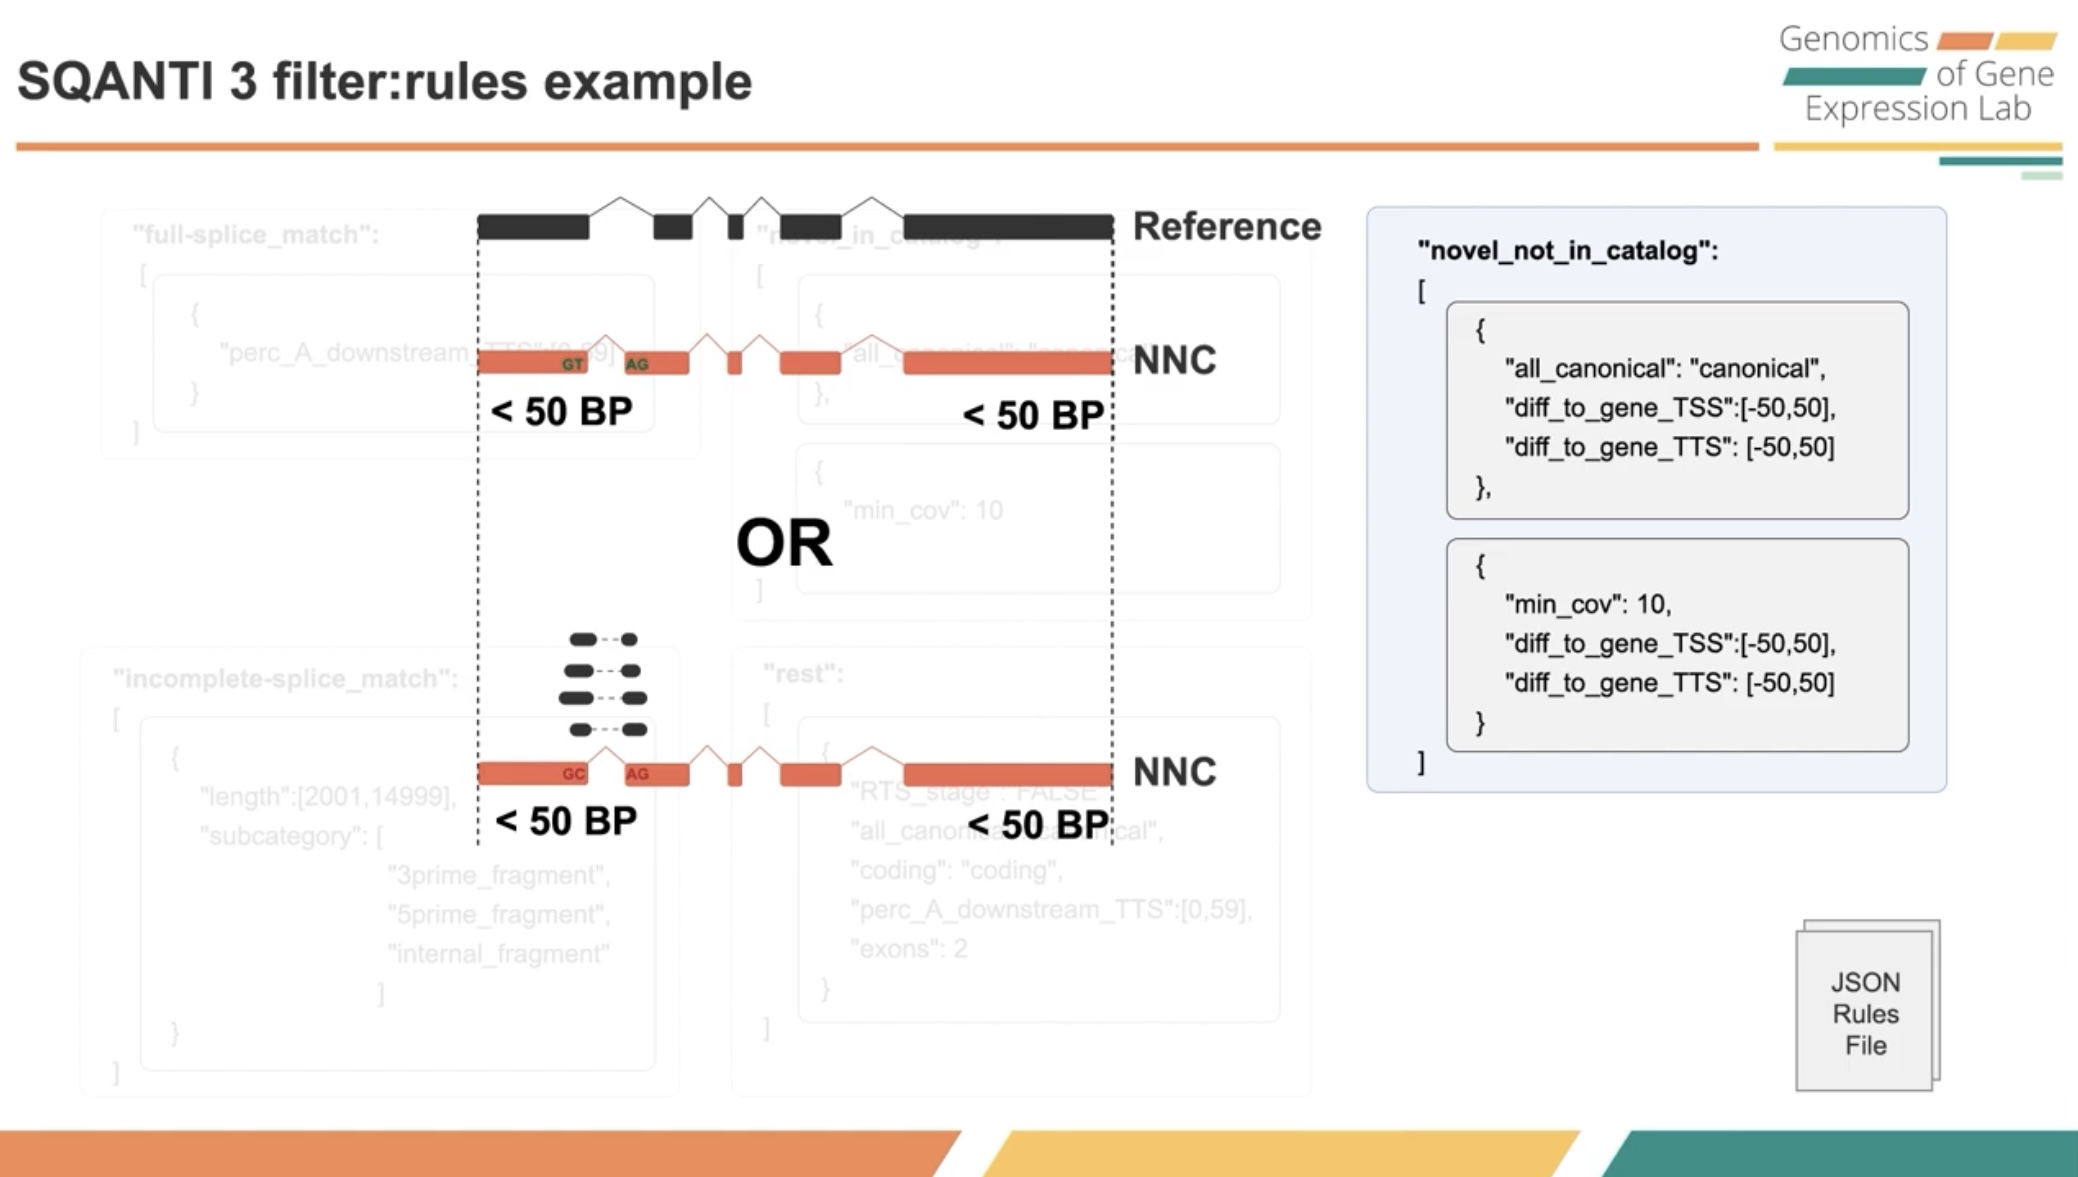 SQANTI 3 filter:rules example
Genomics
of Gene
Expression Lab
"full-splice_match":
[
{
"perc_A_downstream_TTS":[0,59]
}
]
"novel_in_catalog":
[
{
"all_canonical": "canonical"
},
{
"min_cov": 10
]
Reference
GT AG
NNC
< 50 BP
< 50 BP
OR
GC AG
NNC
< 50 BP
< 50 BP
"novel_not_in_catalog":
[
{
"all_canonical": "canonical",
"diff_to_gene_TSS":[-50,50],
"diff_to_gene_TTS": [-50,50]
},
{
"min_cov": 10,
"diff_to_gene_TSS":[-50,50],
"diff_to_gene_TTS": [-50,50]
}
]
"incomplete-splice_match":
[
{
"length":[2001,14999],
"subcategory": [
"3prime_fragment",
"5prime_fragment",
"internal_fragment"
]
}
]
"rest":
[
{
"RTS_stage": FALSE
"all_canonical": "canonical",
"coding": "coding",
"perc_A_downstream_TTS":[0,59],
"exons": 2
}
]
JSON
Rules
File